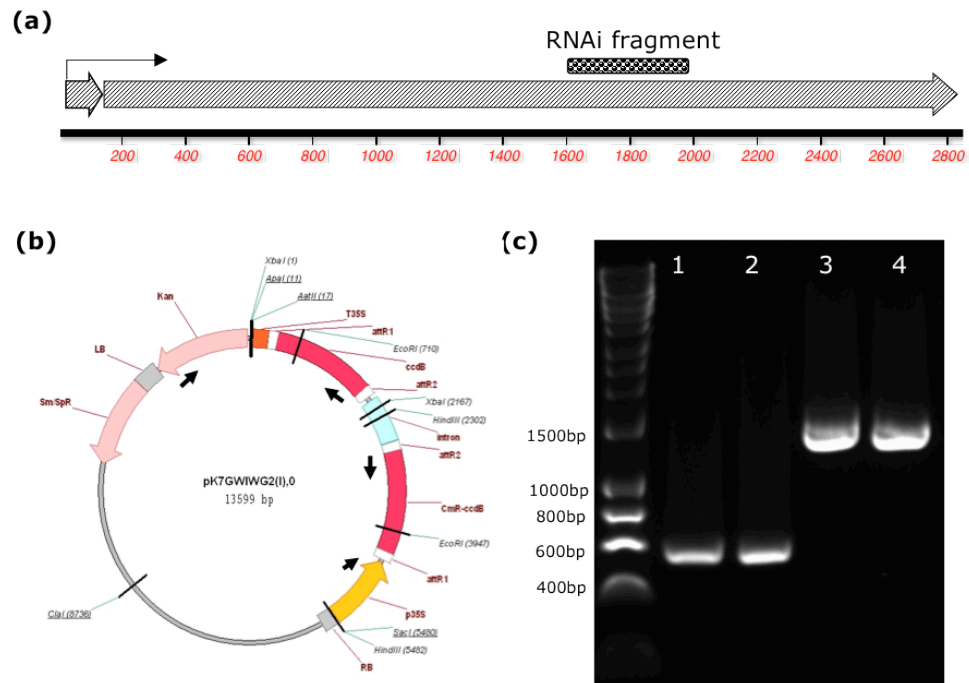 (a)
RNAi fragment
200 400 600 800 1000 1200 1400 1600 1800 2000 2200 2400 2600 2800
(b)
XbaI (1)
ApaI (11)
AatII (17)
Kan
T35S
attR1
EcoRI (710)
LB
ccdB
attR2
Sm/SpR
XbaI (2167)
HindIII (2302)
intron
attR2
pK7GWIWG2(I),0
13599 bp
CmR-ccdB
EcoRI (3947)
attR1
ClaI (8736)
p35S
SacI (5480)
HindIII (5482)
RB
(c)
1 2 3 4
1500bp
1000bp
800bp
600bp
400bp